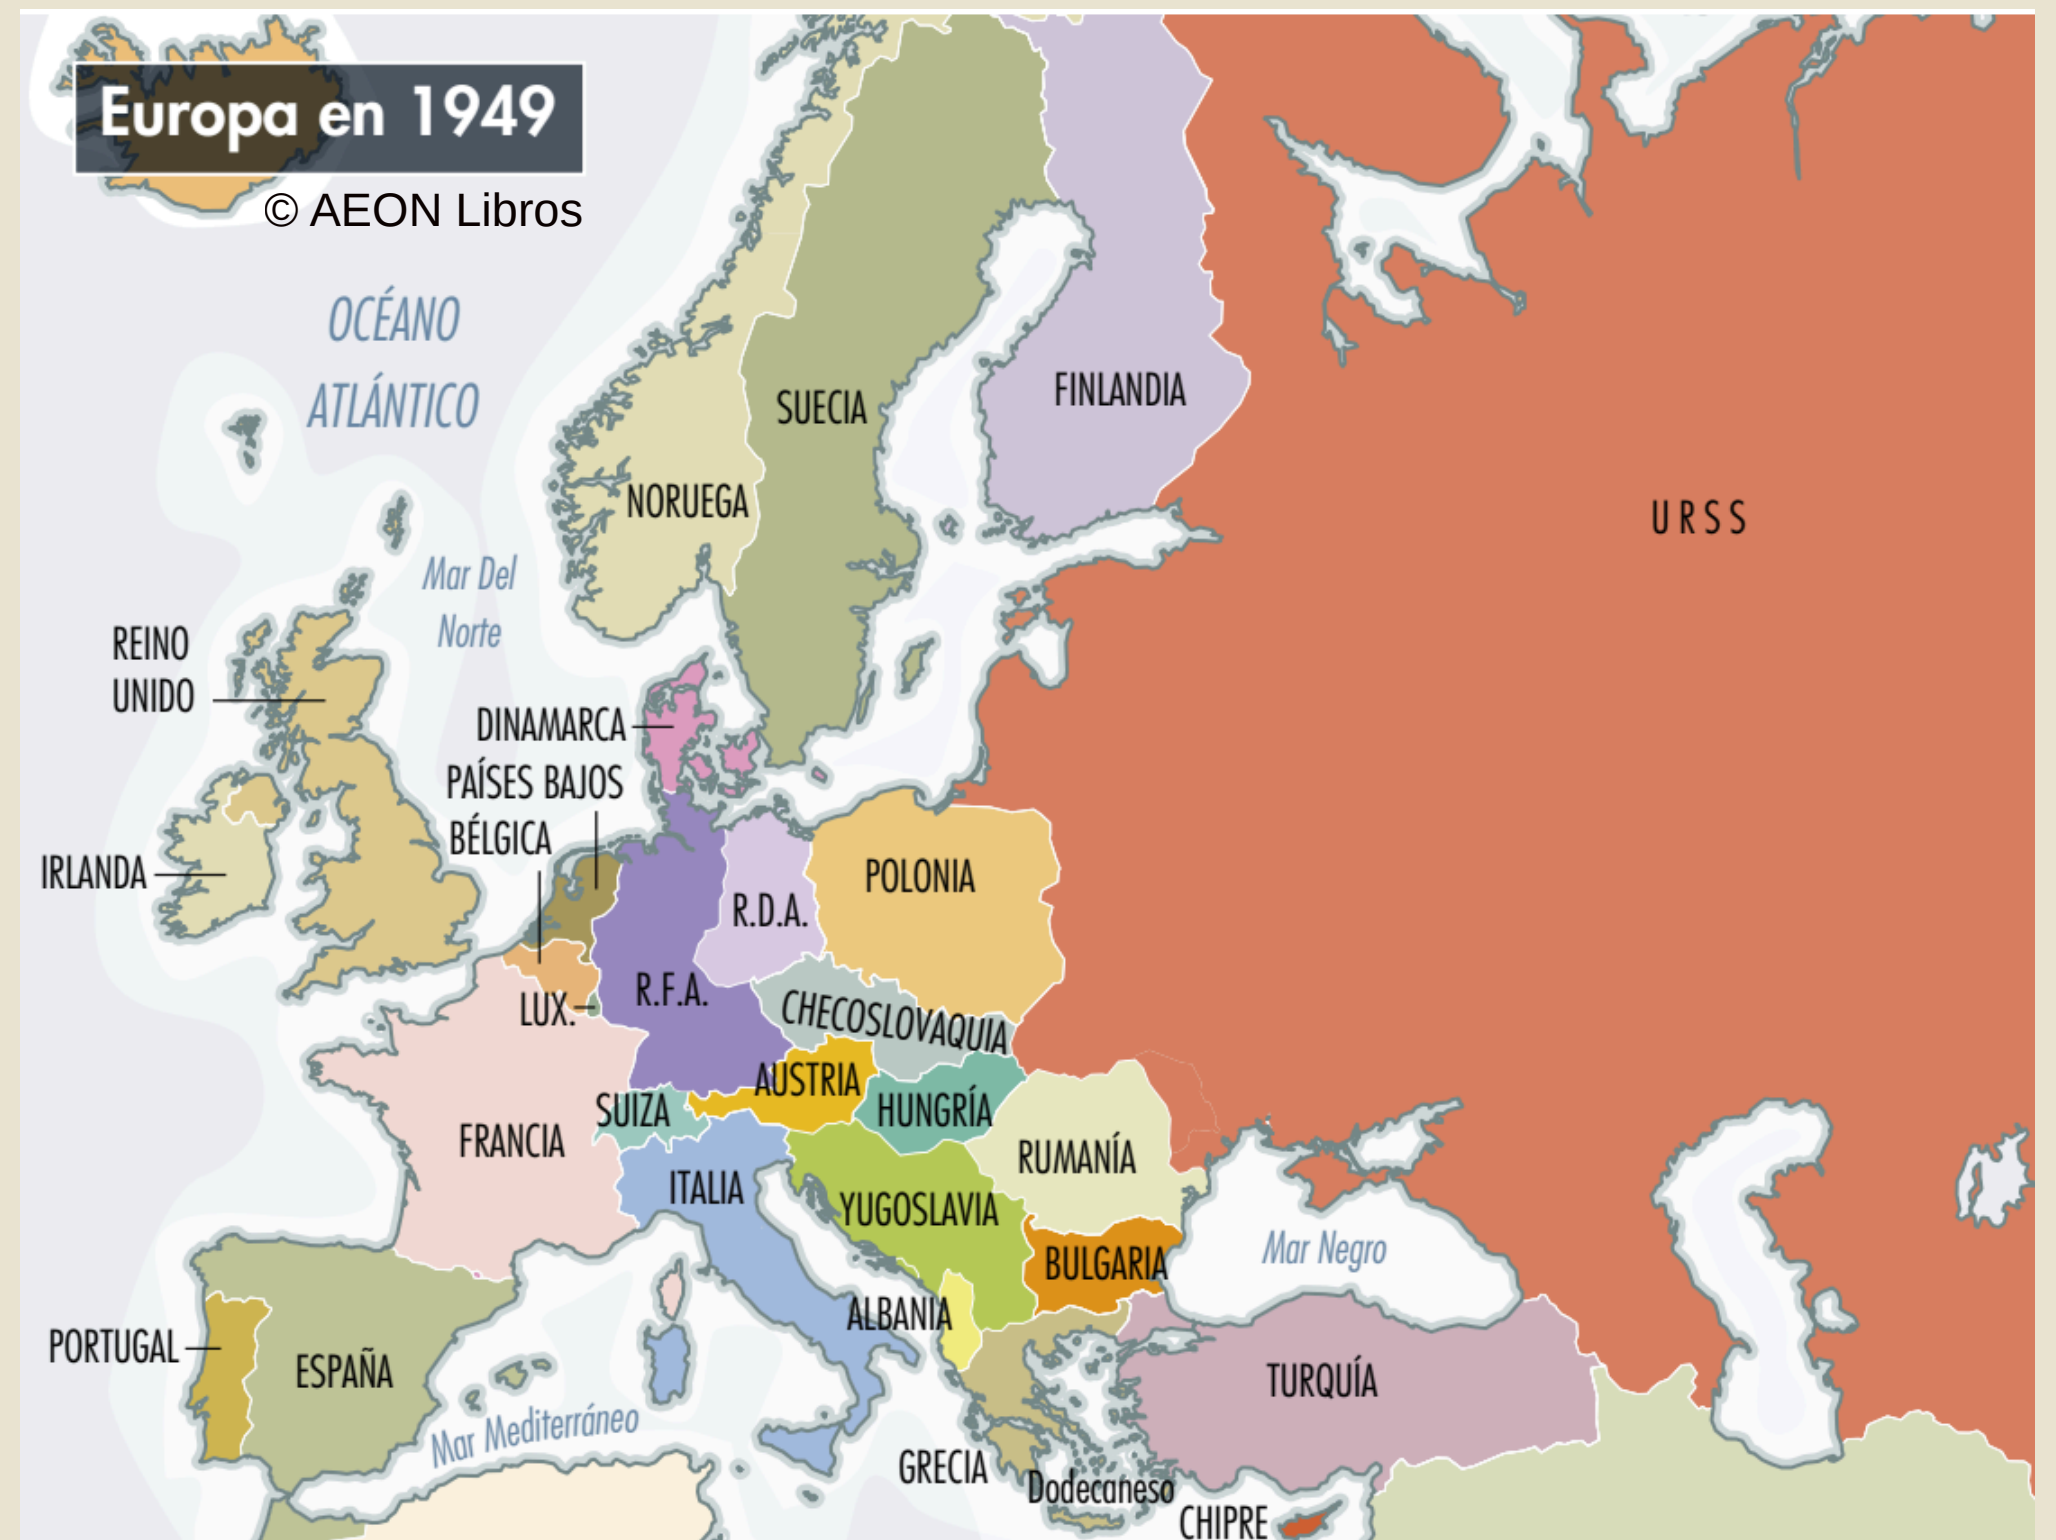 Europa en 1949
© AEON Libros
OCÉANO
ATLÁNTICO
SUECIA
FINLANDIA
NORUEGA
URSS
Mar Del
Norte
REINO
UNIDO
DINAMARCA
PAÍSES BAJOS
BÉLGICA
IRLANDA
POLONIA
R.D.A.
R.F.A.
LUX.
CHECOSLOVAQUIA
AUSTRIA
SUIZA
HUNGRÍA
FRANCIA
RUMANÍA
ITALIA
YUGOSLAVIA
BULGARIA
Mar Negro
ALBANIA
PORTUGAL
ESPAÑA
TURQUÍA
Mar Mediterráneo
GRECIA
Dodecaneso
CHIPRE